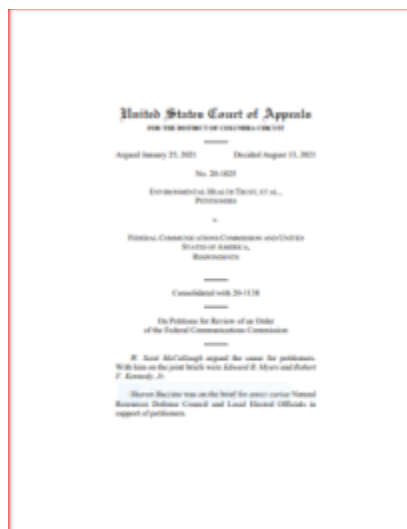 United States Court of Appeals
FOR THE DISTRICT OF COLUMBIA CIRCUIT
Argued January 25, 2021 Decided August 13, 2021
No. 20-1025
ENVIRONMENTAL HEALTH TRUST, ET AL.,
PETITIONERS
v.
FEDERAL COMMUNICATIONS COMMISSION AND UNITED
STATES OF AMERICA,
RESPONDENTS
Consolidated with 20-1138
On Petitions for Review of an Order
of the Federal Communications Commission
W. Scott McCollough argued the cause for petitioners.
With him on the joint briefs were Edward B. Myers and Robert
F. Kennedy, Jr.
Sharon Buccino was on the brief for amici curiae Natural
Resources Defense Council and Local Elected Officials in
support of petitioners.